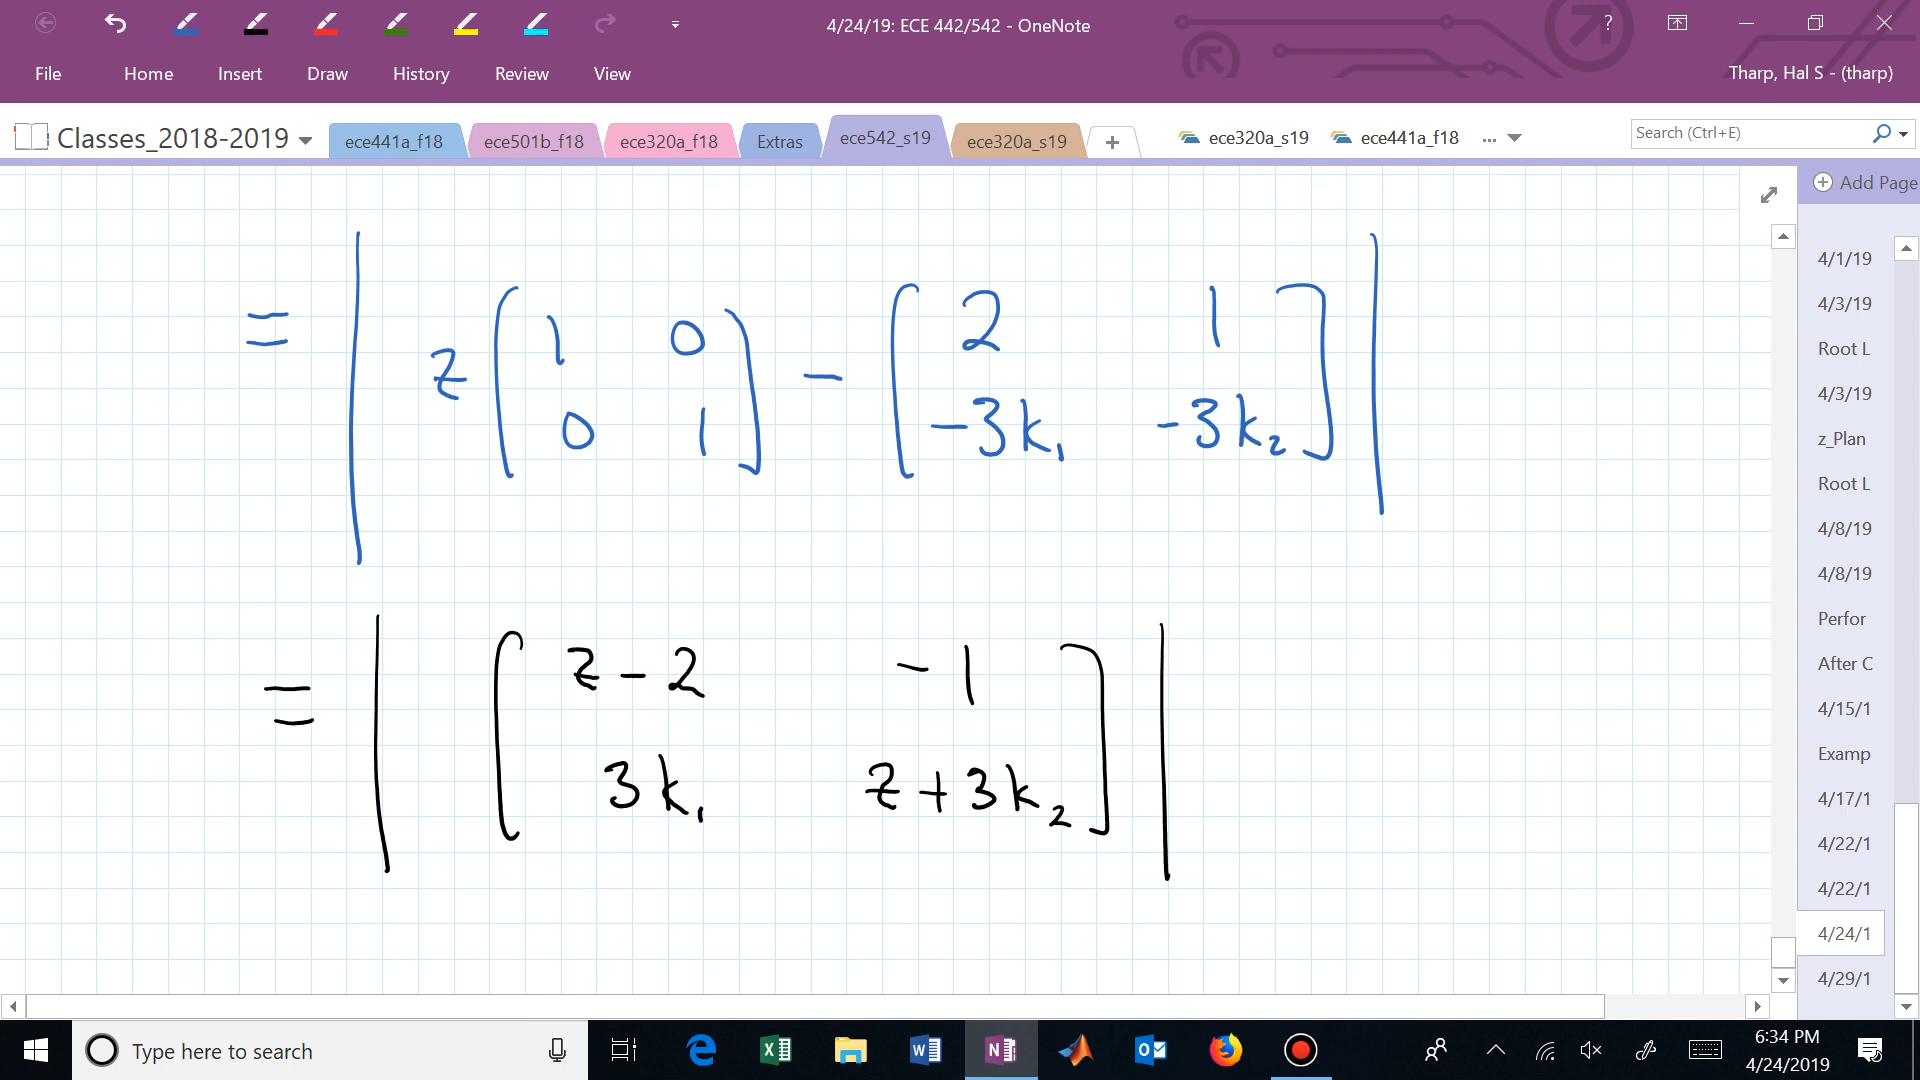 4/24/19: ECE 442/542 - OneNote
?
File Home Insert Draw History Review View
Tharp, Hal S - (tharp)
Classes_2018-2019
ece441a_f18
ece501b_f18
ece320a_f18
Extras
ece542_s19
ece320a_s19
+
ece320a_s19
ece441a_f18
...
Search (Ctrl+E)
Add Page
= | z [ 1 0
0 1 ] - [ 2 1
-3k₁ -3k₂ ] |
= | [ z-2 -1
3k₁ z+3k₂ ] |
4/1/19
4/3/19
Root L
4/3/19
z_Plan
Root L
4/8/19
4/8/19
Perfor
After C
4/15/1
Examp
4/17/1
4/22/1
4/22/1
4/24/1
4/29/1
Type here to search
6:34 PM
4/24/2019